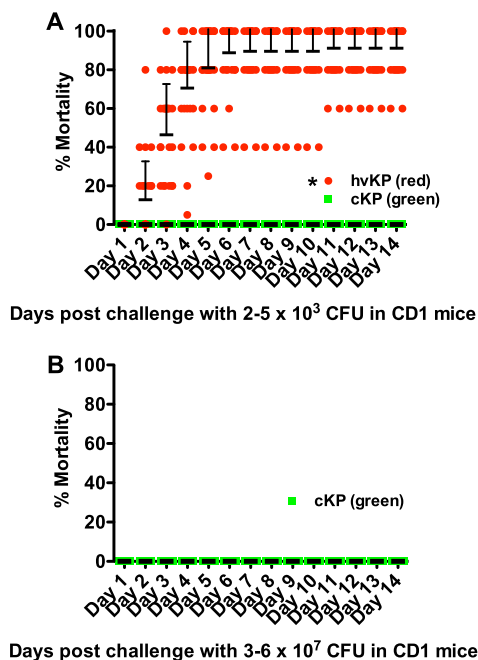 A
% Mortality
100
80
60
40
20
0
* hvKP (red)
cKP (green)
Day 1
Day 2
Day 3
Day 4
Day 5
Day 6
Day 7
Day 8
Day 9
Day 10
Day 11
Day 12
Day 13
Day 14
Days post challenge with 2-5 x 10³ CFU in CD1 mice
B
% Mortality
100
80
60
40
20
0
cKP (green)
Day 1
Day 2
Day 3
Day 4
Day 5
Day 6
Day 7
Day 8
Day 9
Day 10
Day 11
Day 12
Day 13
Day 14
Days post challenge with 3-6 x 10⁷ CFU in CD1 mice